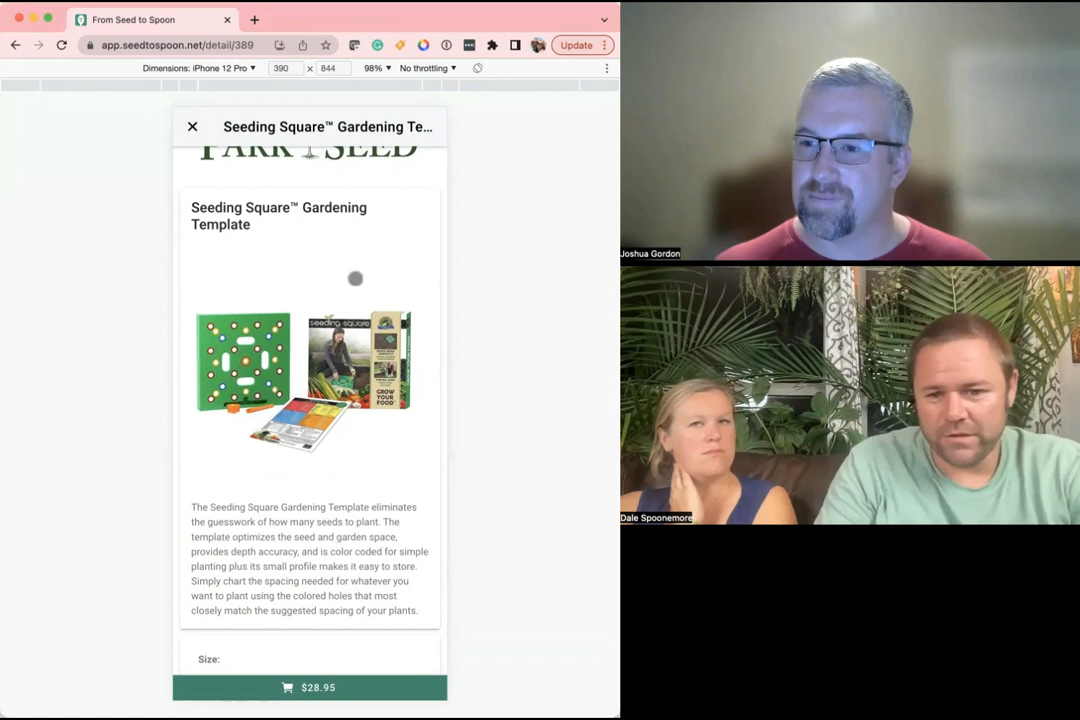 From Seed to Spoon
app.seedtospoon.net/detail/389
Update
Dimensions: iPhone 12 Pro
390 x 844
98%
No throttling
Seeding Square™ Gardening Te...
PARK SEED
Seeding Square™ Gardening
Template
seeding square
GROW
YOUR
FOOD
The Seeding Square Gardening Template eliminates
the guesswork of how many seeds to plant. The
template optimizes the seed and garden space,
provides depth accuracy, and is color coded for simple
planting plus its small profile makes it easy to store.
Simply chart the spacing needed for whatever you
want to plant using the colored holes that most
closely match the suggested spacing of your plants.
Size:
$28.95
Joshua Gordon
Dale Spoonemore